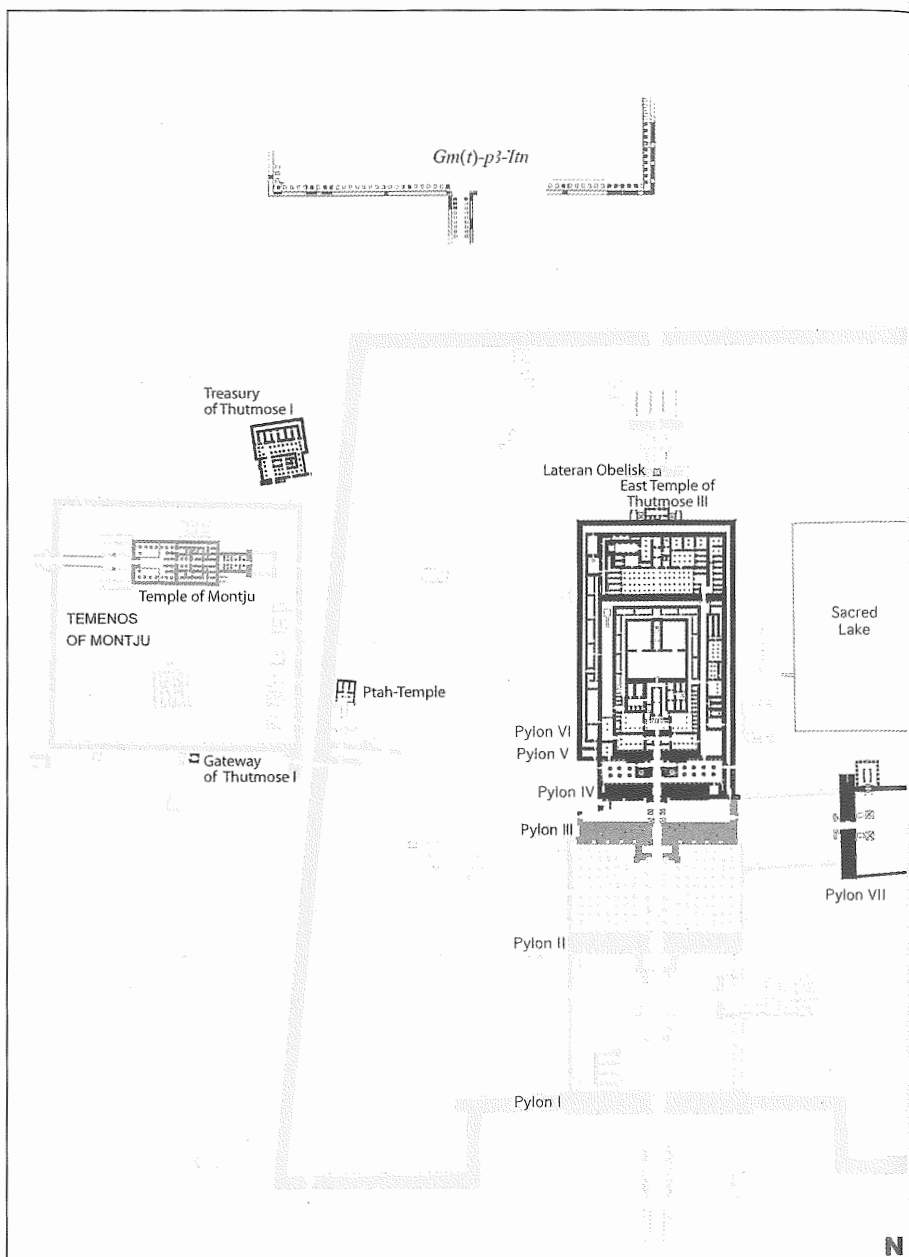 Gm(t)-p3-ʾItn
Treasury
of Thutmose I
Lateran Obelisk
East Temple of
Thutmose III
Temple of Montju
TEMENOS
OF MONTJU
Sacred
Lake
Ptah-Temple
Pylon VI
Pylon V
Gateway
of Thutmose I
Pylon IV
Pylon III
Pylon VII
Pylon II
Pylon I
N